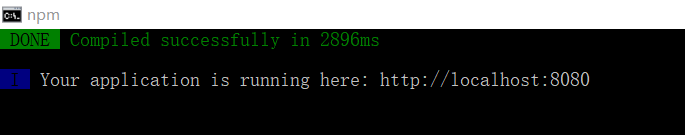 npm
DONE Compiled successfully in 2896ms
I Your application is running here: http://localhost:8080